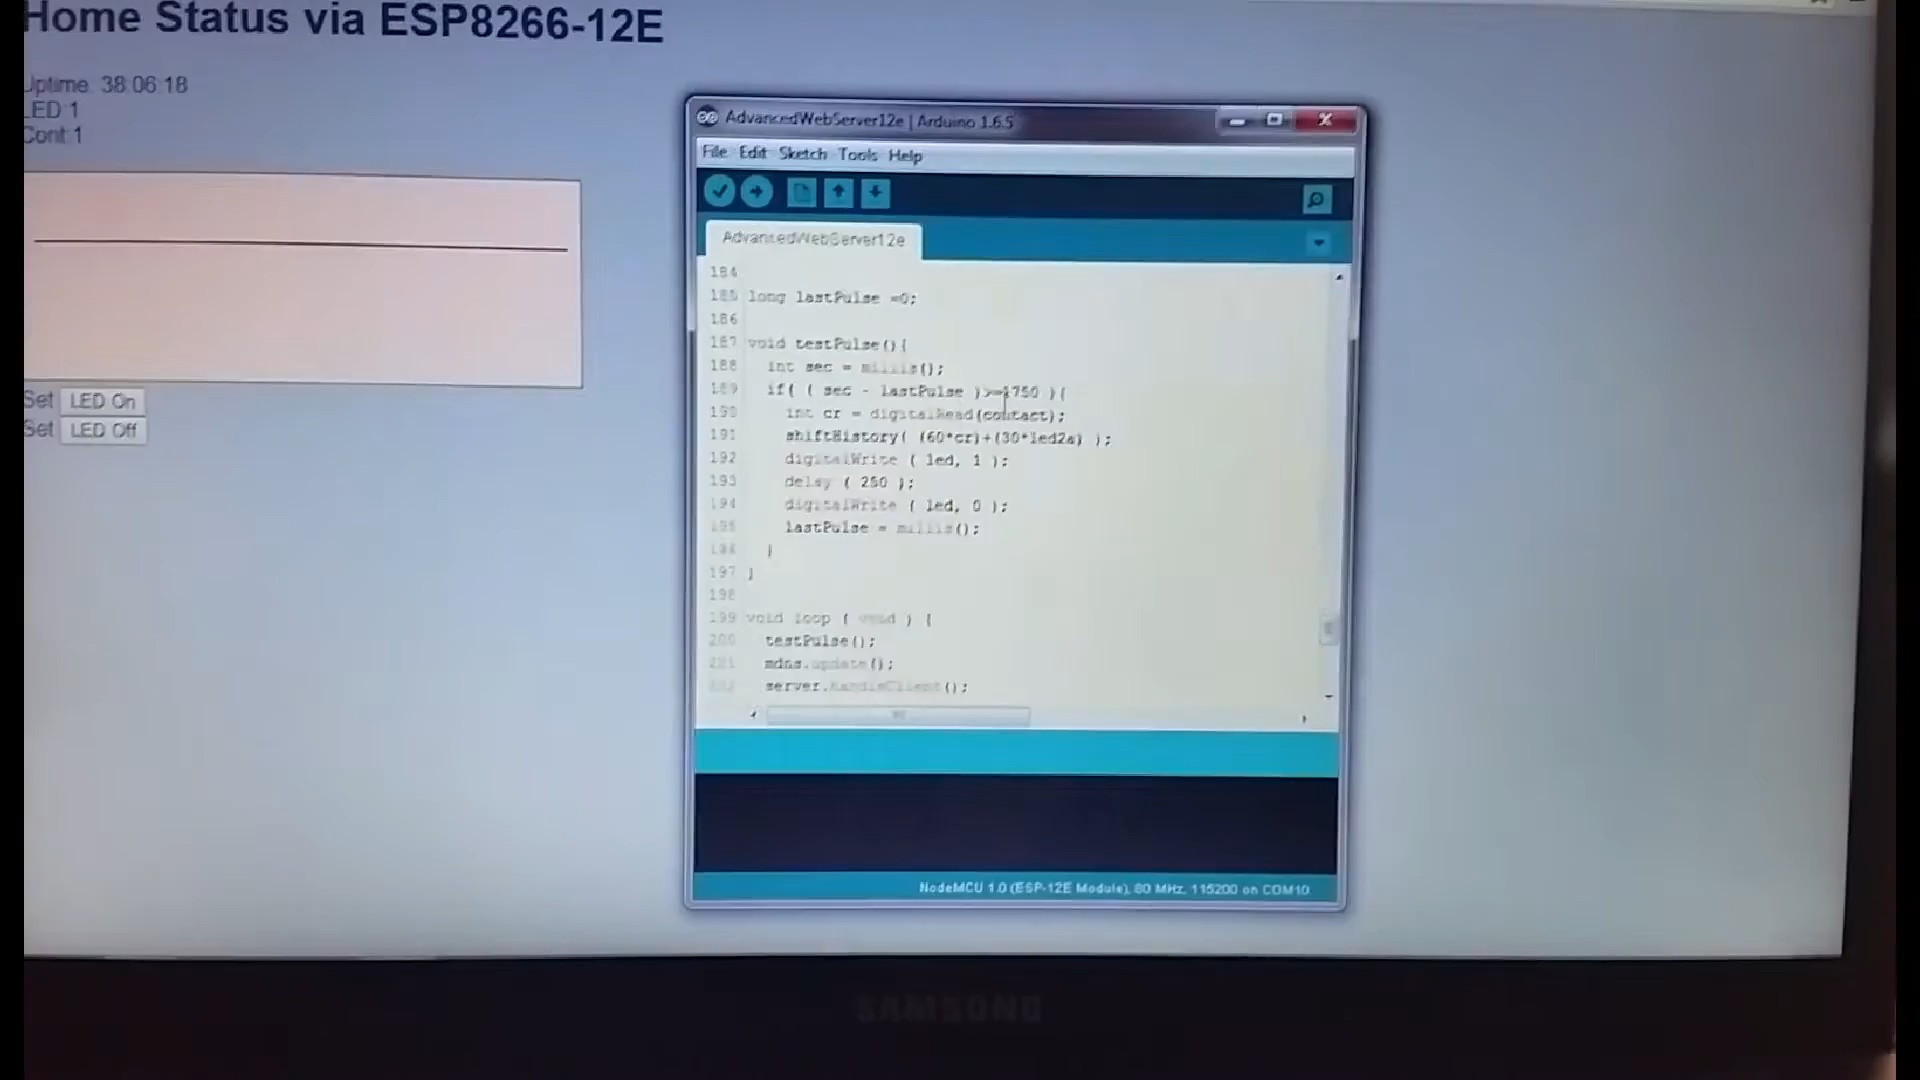 Home Status via ESP8266-12E
Uptime: 38:06:18
LED:1
Cont:1
Set LED On
Set LED Off
AdvancedWebServer12e | Arduino 1.6.5
File Edit Sketch Tools Help
AdvancedWebServer12e
184
185 long lastPulse =0;
186
187 void testPulse(){
188 int sec = millis();
189 if( ( sec - lastPulse )>=1750 ){
190 int cr = digitalRead(contact);
191 shiftHistory( (60*cr)+(30*led2a) );
192 digitalWrite ( led, 1 );
193 delay ( 250 );
194 digitalWrite ( led, 0 );
195 lastPulse = millis();
196 }
197 }
198
199 void loop ( void ) {
200 testPulse();
201 mdns.update();
202 server.handleClient();
NodeMCU 1.0 (ESP-12E Module), 80 MHz, 115200 on COM10
SAMSUNG